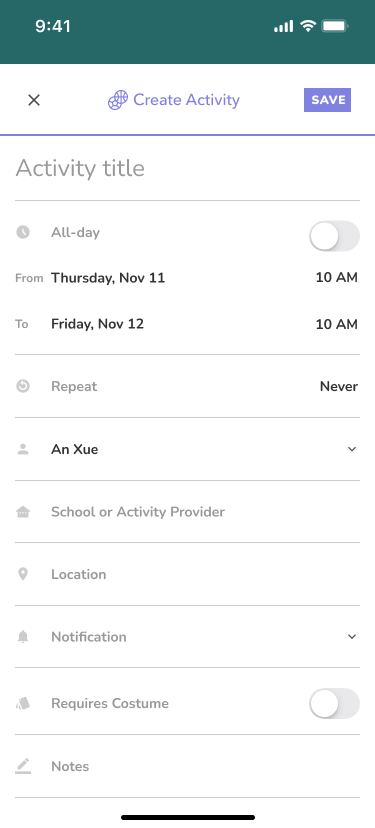 9:41
Create Activity
SAVE
Activity title
All-day
From Thursday, Nov 11 10 AM
To Friday, Nov 12 10 AM
Repeat Never
An Xue
School or Activity Provider
Location
Notification
Requires Costume
Notes